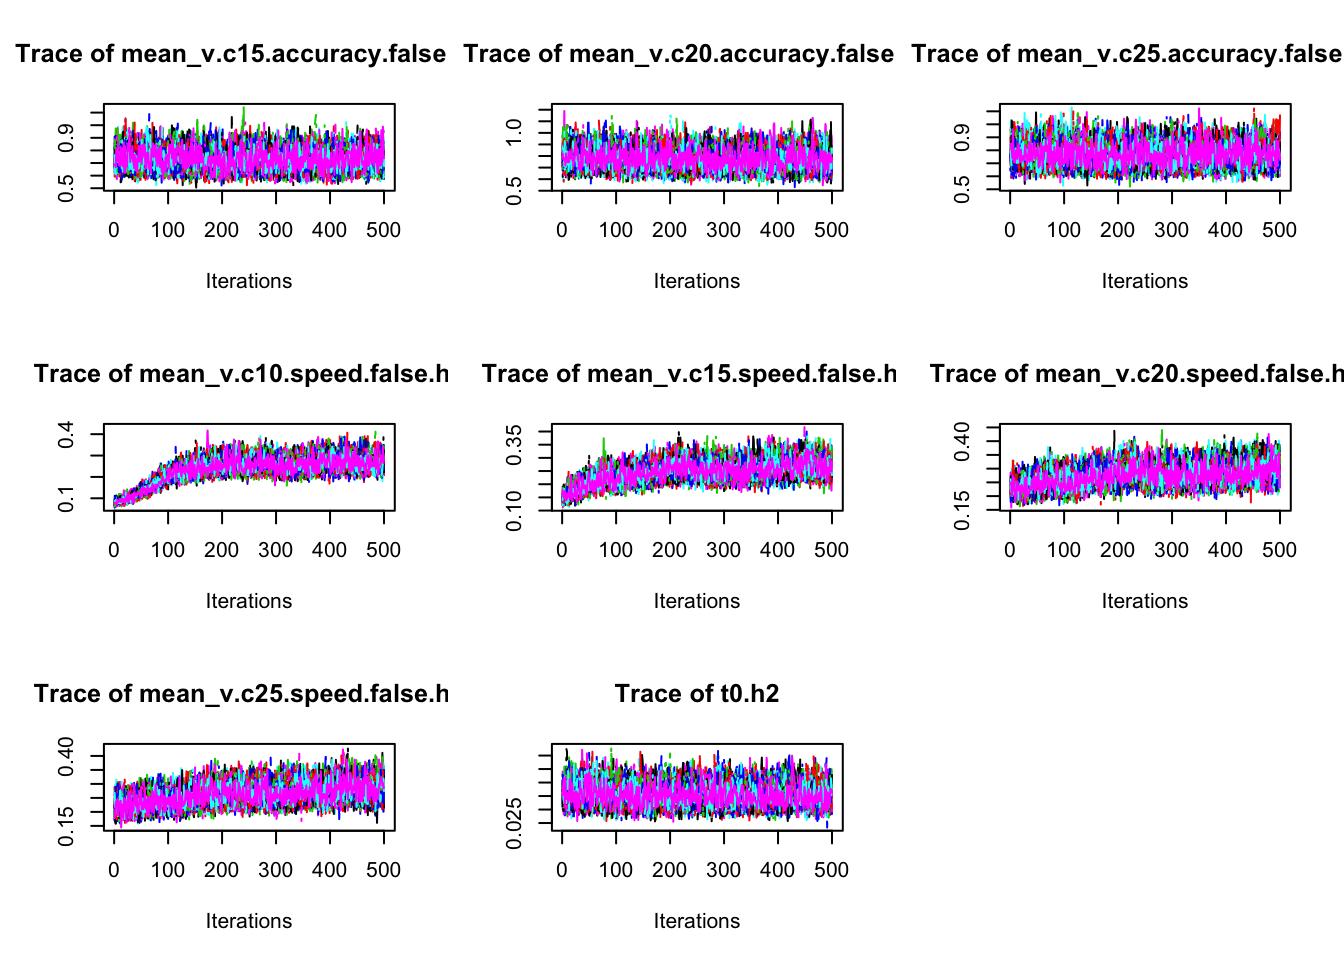 Trace of mean_v.c15.accuracy.false
0.5 0.9
0 100 200 300 400 500
Iterations
Trace of mean_v.c20.accuracy.false
0.5 1.0
0 100 200 300 400 500
Iterations
Trace of mean_v.c25.accuracy.false
0.5 0.9
0 100 200 300 400 500
Iterations
Trace of mean_v.c10.speed.false.h
0.1 0.4
0 100 200 300 400 500
Iterations
Trace of mean_v.c15.speed.false.h
0.10 0.35
0 100 200 300 400 500
Iterations
Trace of mean_v.c20.speed.false.h
0.15 0.40
0 100 200 300 400 500
Iterations
Trace of mean_v.c25.speed.false.h
0.15 0.40
0 100 200 300 400 500
Iterations
Trace of t0.h2
0.025
0 100 200 300 400 500
Iterations